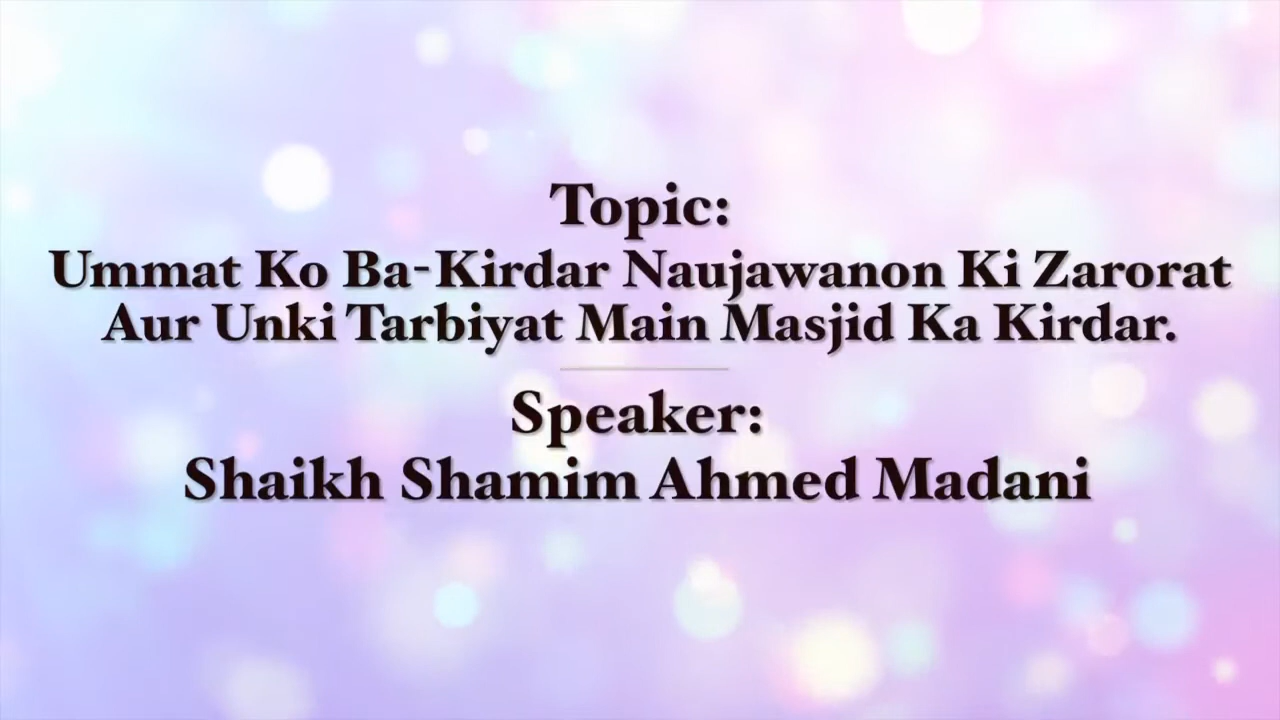 Topic:
Ummat Ko Ba-Kirdar Naujawanon Ki Zarorat
Aur Unki Tarbiyat Main Masjid Ka Kirdar.
Speaker:
Shaikh Shamim Ahmed Madani